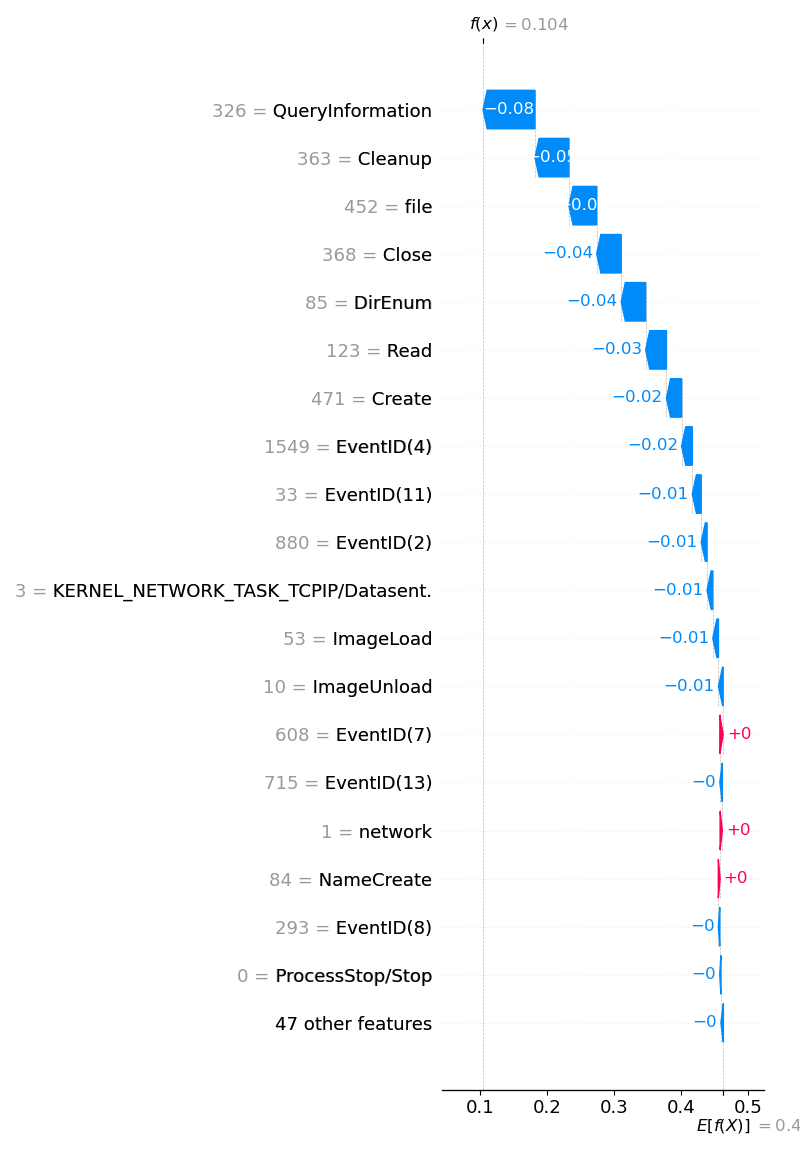 f(x) = 0.104
326 = QueryInformation −0.08
363 = Cleanup −0.05
452 = file −0.0
368 = Close −0.04
85 = DirEnum −0.04
123 = Read −0.03
471 = Create −0.02
1549 = EventID(4) −0.02
33 = EventID(11) −0.01
880 = EventID(2) −0.01
3 = KERNEL_NETWORK_TASK_TCPIP/Datasent. −0.01
53 = ImageLoad −0.01
10 = ImageUnload −0.01
608 = EventID(7) +0
715 = EventID(13) −0
1 = network +0
84 = NameCreate +0
293 = EventID(8) −0
0 = ProcessStop/Stop −0
47 other features −0
0.1 0.2 0.3 0.4 0.5
E[f(X)] = 0.4